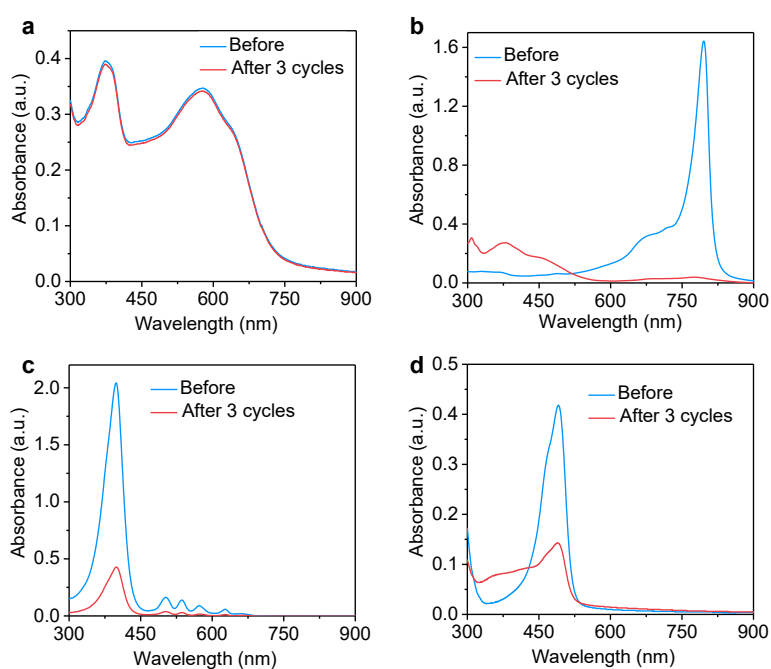 a
Before
After 3 cycles
Absorbance (a.u.)
0.4
0.3
0.2
0.1
0.0
300 450 600 750 900
Wavelength (nm)
b
Before
After 3 cycles
Absorbance (a.u.)
1.6
1.2
0.8
0.4
0.0
300 450 600 750 900
Wavelength (nm)
c
Before
After 3 cycles
Absorbance (a.u.)
2.0
1.5
1.0
0.5
0.0
300 450 600 750 900
Wavelength (nm)
d
Before
After 3 cycles
Absorbance (a.u.)
0.5
0.4
0.3
0.2
0.1
0.0
300 450 600 750 900
Wavelength (nm)